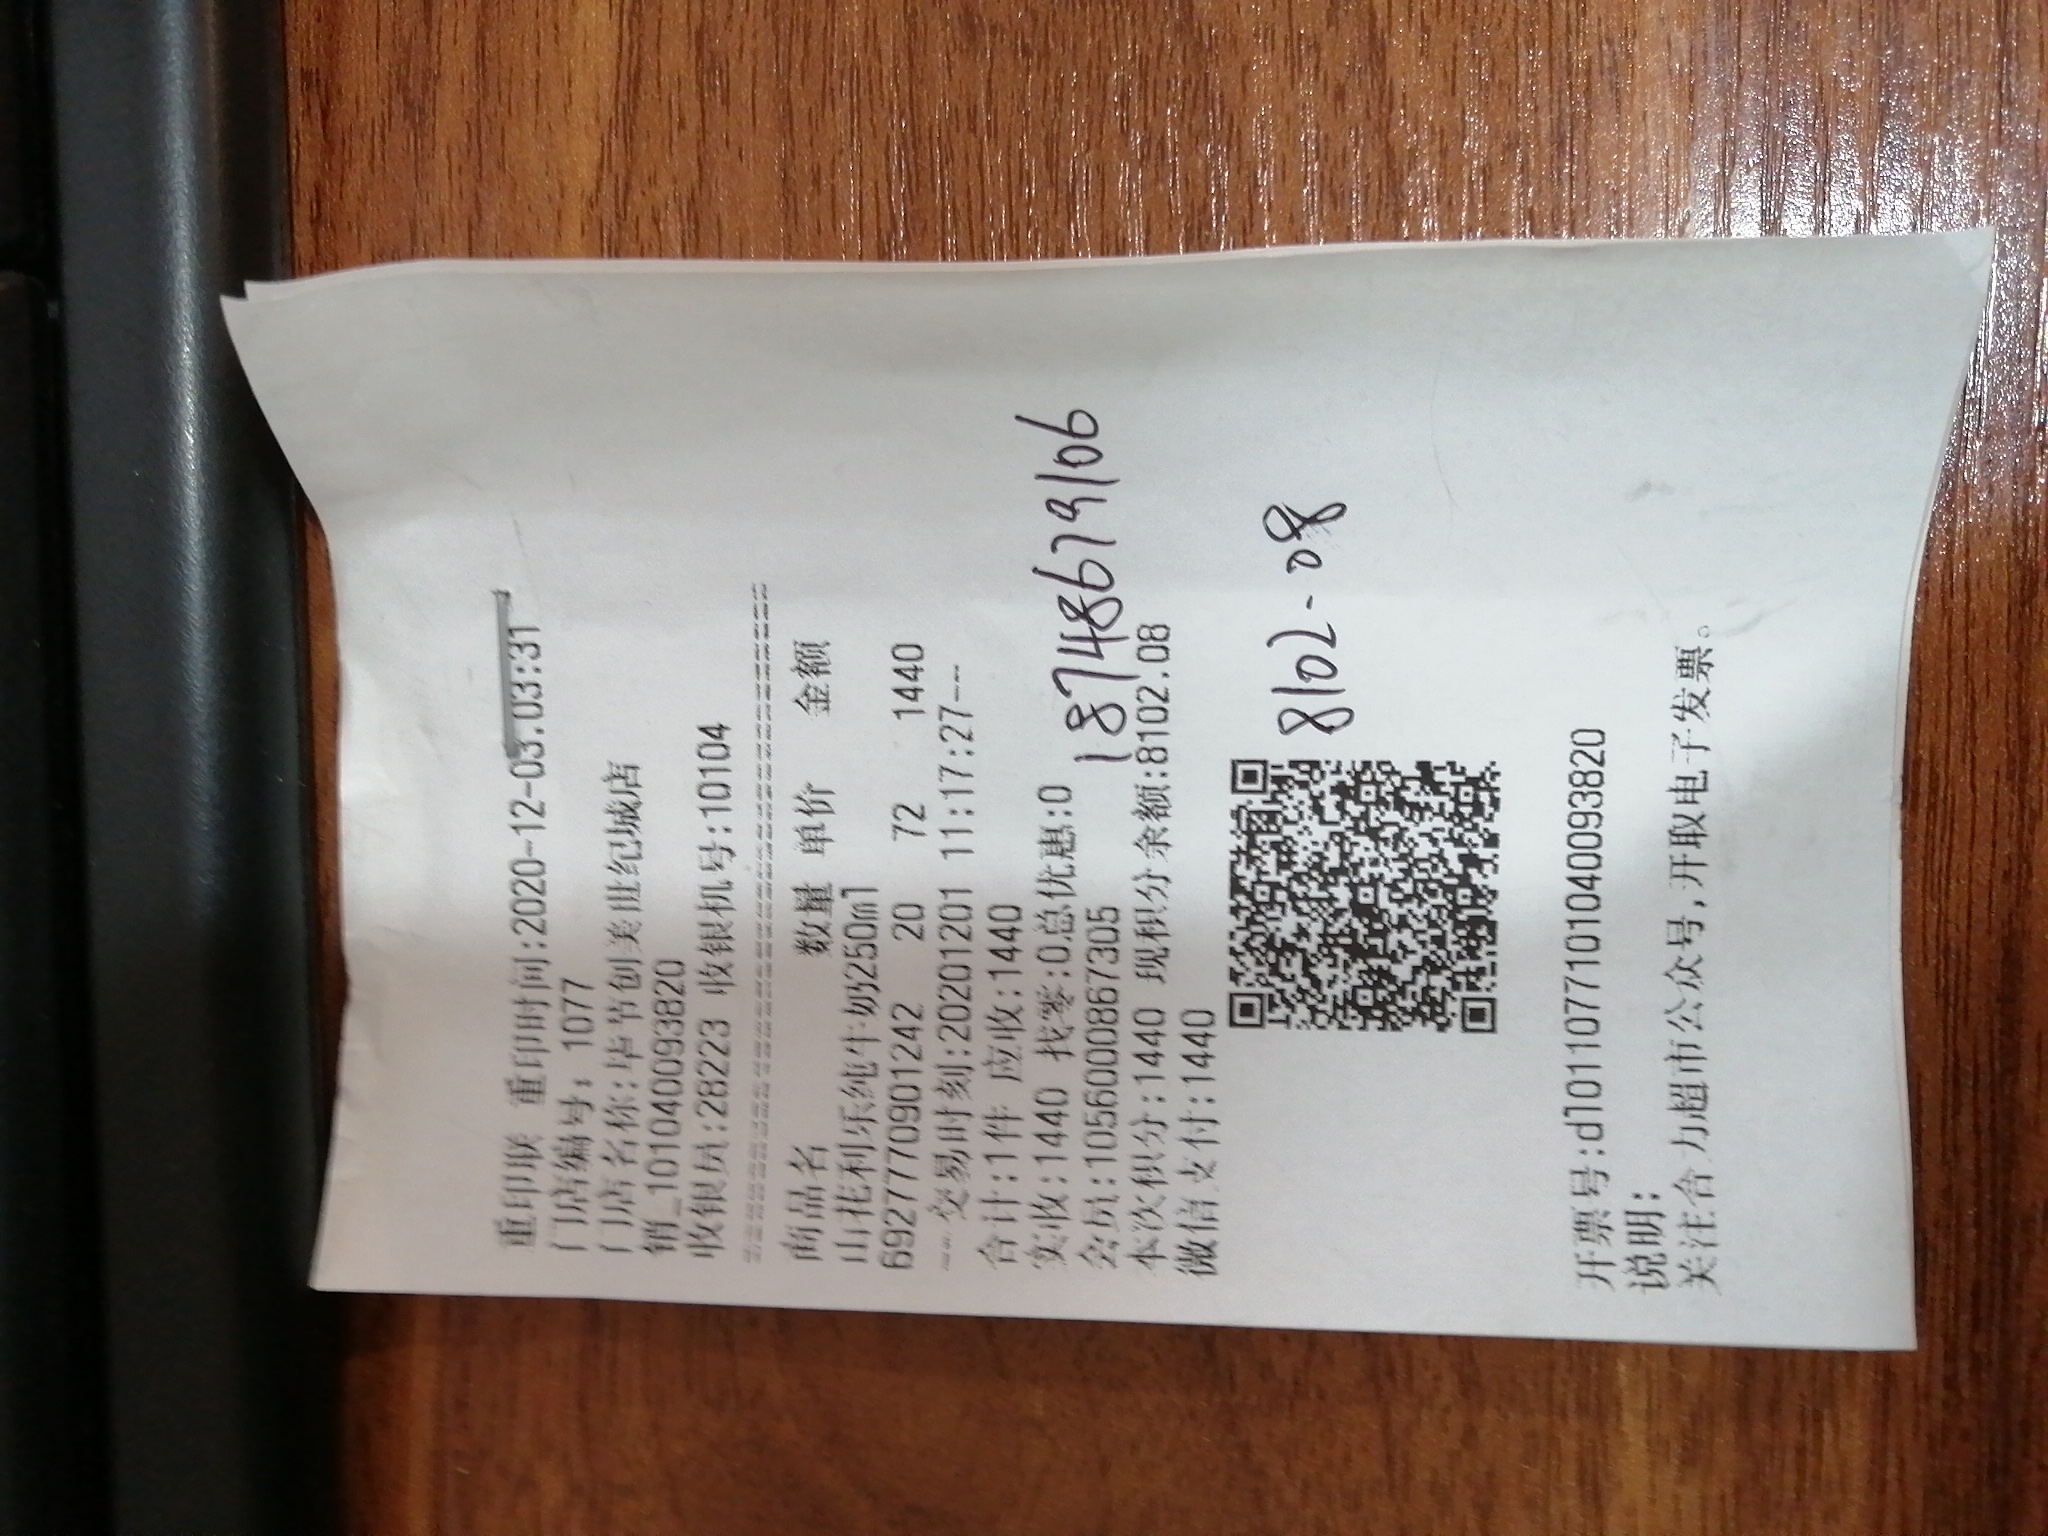 重印联 重印时间:2020-12-03.03:31
门店编号: 1077
门店名称:毕节创美世纪城店
销_1010400093820
收银员:28223 收银机号:10104
商品名 数量 单价 金额
山花利乐纯牛奶250ml
6927770901242 20 72 1440
---交易时刻:20201201 11:17:27---
合计:1件 应收:1440
实收:1440 找零:0总优惠:0
18748679106
会员:1056000867305
本次积分:1440 现积分余额:8102.08
微信支付:1440
8102.08
开票号:d101107710104000093820
说明:
关注合力超市公众号,开取电子发票。